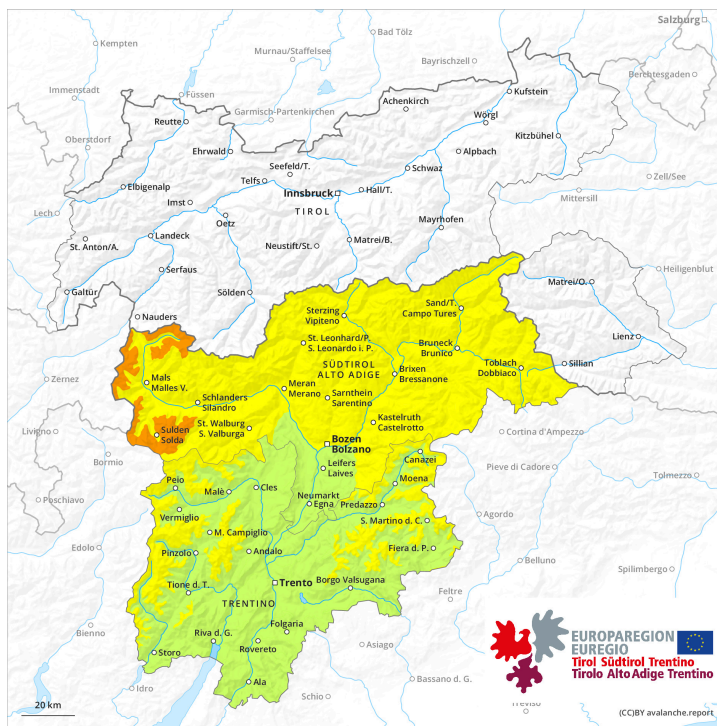 Salzburg
Kempten
Bad Tölz
Murnau/Staffelsee
Bayrischzell
Berchtesgaden
Immenstadt
Füssen
Kufstein
Achenkirch
Garmisch-Partenkirchen
Reutte
Wörgl
Oberstdorf
Kitzbühel
Ehrwald
Alpbach
Seefeld/T.
Schwaz
Telfs
Zell/See
Elbigenalp
Innsbruck
Hall/T.
Mittersill
Imst
TIROL
Lech
Oetz
Mayrhofen
St. Anton/A.
Landeck
Neustift/St.
Matrei/B.
Serfaus
Heiligenblut
Matrei/O.
Galtür
Sölden
Sand/T.
Campo Tures
Sterzing
Vipiteno
Nauders
Lienz
St. Leonhard/P.
S. Leonardo i. P.
Bruneck
Brunico
Sillian
SÜDTIROL
ALTO ADIGE
Toblach
Dobbiaco
Brixen
Bressanone
Zernez
Mals
Málles V.
Meran
Merano
Schlanders
Silandro
Sarnthein
Sarentino
Kastelruth
Castelrotto
St. Walburg
S. Valburga
Livigno
Sulden
Solda
Cortina d'Ampezzo
Bozen
Bolzano
Bormio
Canazei
Leifers
Laives
Pieve di Cadore
Tolmezzo
Peio
Malè
Cles
Moena
Poschiavo
Neumarkt
Egna
Predazzo
Vermiglio
Agordo
S. Martino d. C.
M. Campiglio
Edolo
Pinzolo
Andalo
Fiera d. P.
Belluno
Spilimbergo
Tione d. T.
Trento
Borgo Valsugana
Feltre
TRENTINO
Folgaria
Bienno
Riva d. G.
Rovereto
Asiago
Storo
Ala
Idro
Schio
Bassano d. G.
Treviso
EUROPAREGION
EUREGIO
Tirol Südtirol Trentino
Tirolo Alto Adige Trentino
20 km
(CC)BY avalanche.report